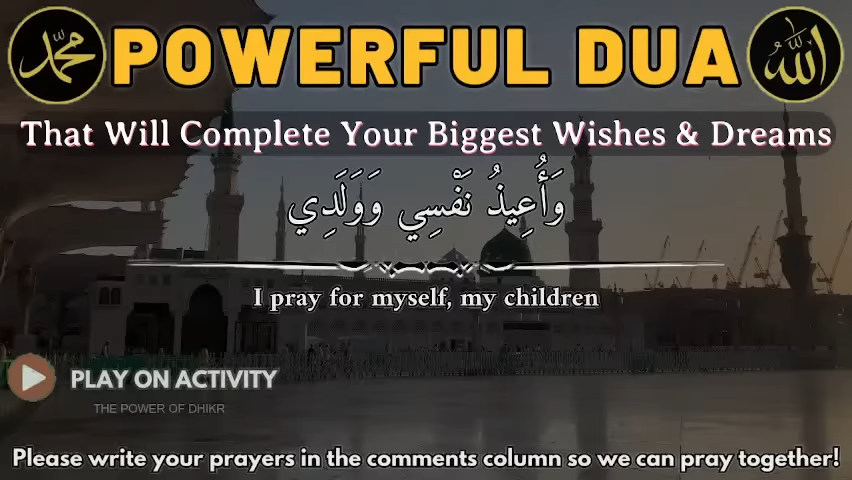 محمد
POWERFUL DUA
الله
That Will Complete Your Biggest Wishes & Dreams
وَأُعِيذُ نَفْسِي وَوَلَدِي
I pray for myself, my children
PLAY ON ACTIVITY
THE POWER OF DHIKR
Please write your prayers in the comments column so we can pray together!